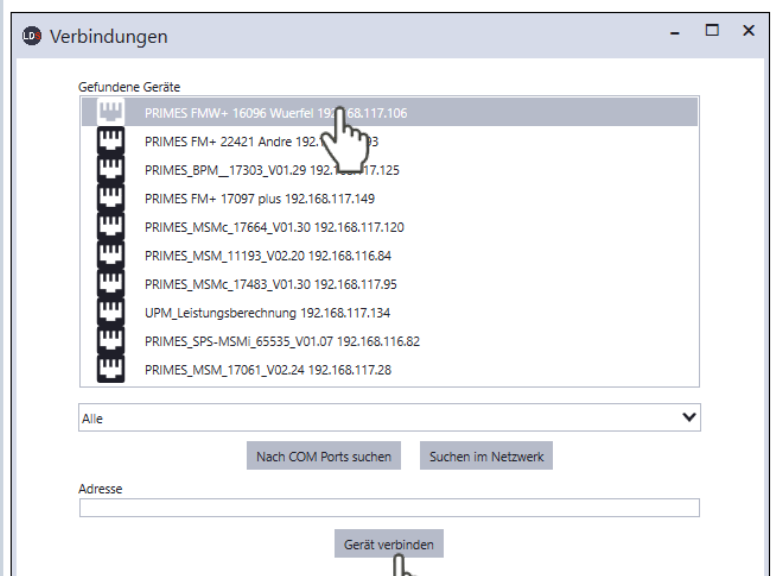 LDS Verbindungen
Gefundene Geräte
PRIMES FMW+ 16096 Wuerfel
PRIMES FM+ 22421 Andre
PRIMES_BPM__17303_V01.29
PRIMES FM+ 17097 plus 192.168.117.149
PRIMES_MSMc_17664_V01.30 192.168.117.120
PRIMES_MSM_11193_V02.20 192.168.116.84
PRIMES_MSMc_17483_V01.30 192.168.117.95
UPM_Leistungsberechnung 192.168.117.134
PRIMES_SPS-MSMi_65535_V01.07 192.168.116.82
PRIMES_MSM_17061_V02.24 192.168.117.28
Alle
Nach COM Ports suchen Suchen im Netzwerk
Adresse
Gerät verbinden